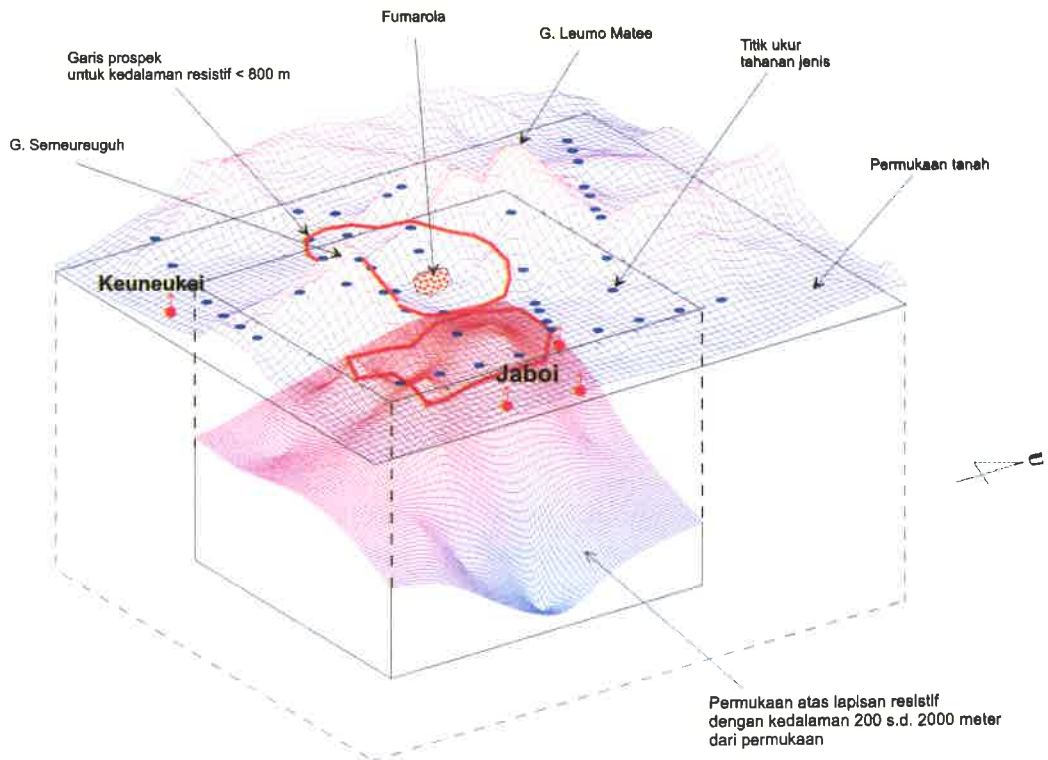 Fumarola
G. Leumo Matee
Garis prospek
untuk kedalaman resistif < 800 m
Titik ukur
tahanan jenis
G. Semeureuguh
Permukaan tanah
Keuneukai
Jaboi
U
Permukaan atas lapisan resistif
dengan kedalaman 200 s.d. 2000 meter
dari permukaan